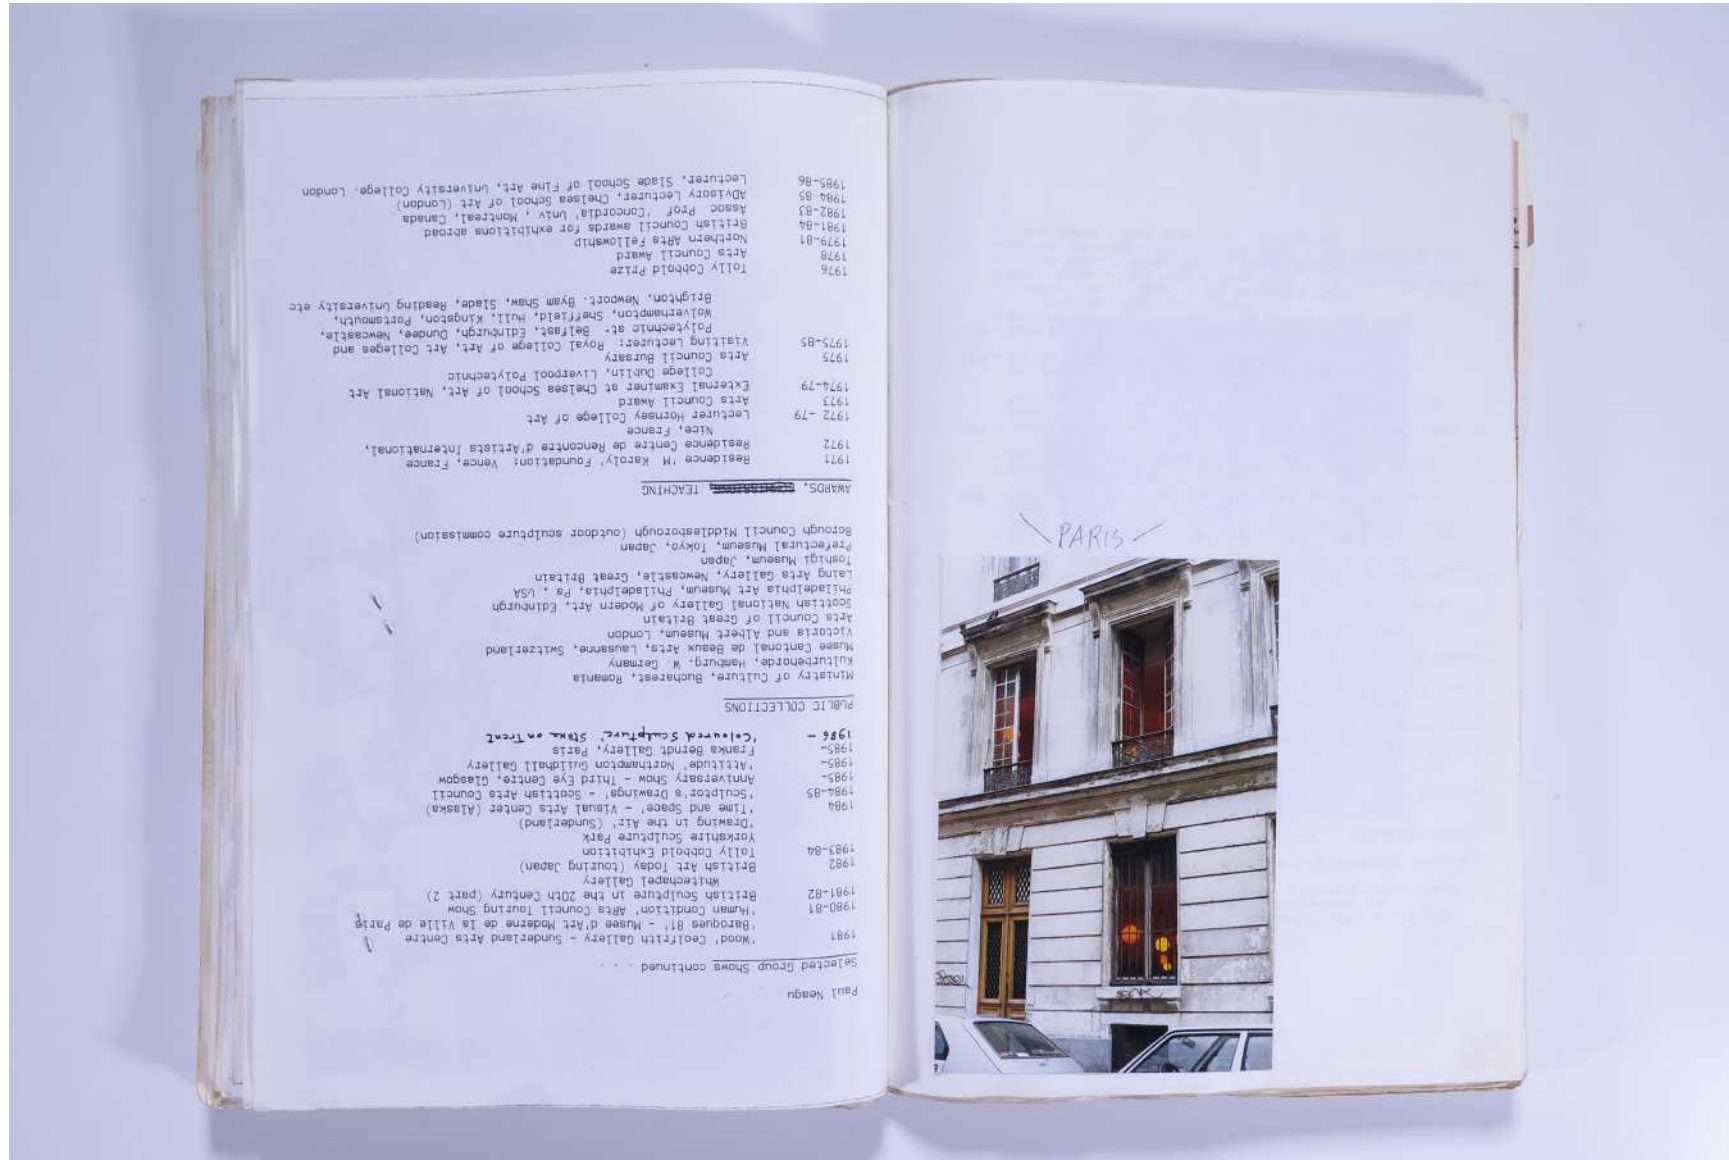 Paul Neagu
Selected Group Shows continued . . .
1981 'Wood' Ceolfrith Gallery - Sunderland Arts Centre
'Baroques 81' - Musee d'Art Moderne de la Ville de Paris
1980-81 'Human Condition' ARts Council Touring Show
1981-82 British Sculpture in the 20th Century (part 2)
Whitechapel Gallery
1982 British Art Today (touring Japan)
1983-84 Tolly Cobbold Exhibition
Yorkshire Sculpture Park
'Drawing in the Air' (Sunderland)
1984 'Time and Space' - Visual Arts Center (Alaska)
1984-85 'Sculptor's Drawings' - Scottish Arts Council
1985- Anniversary Show - Third Eye Centre, Glasgow
1985- 'Attitude' Northampton Guildhall Gallery
1985- Franka Berndt Gallery, Paris
1986 - 'Coloured Sculpture' Stoke on Trent
PUBLIC COLLECTIONS
Ministry of Culture, Bucharest, Romania
Kulturbehorde, Hamburg, W. Germany
Musee Cantonal de Beaux Arts, Lausanne, Switzerland
Victoria and Albert Museum, London
Arts Council of Great Britain
Scottish National Gallery of Modern Art, Edinburgh
Philadelphia Art Museum, Philadelphia, Pa , USA
Laing Arts Gallery, Newcastle, Great Britain
Toshigi Museum, Japan
Prefectural Museum, Tokyo, Japan
Borough Council Middlesborough (outdoor sculpture commission)
AWARDS, TEACHING
1971 Residence 'M Karoly' Foundation: Vence, France
1972 Residence Centre de Rencontre d'Artists International,
Nice, France
1972 -79 Lecturer Hornsey College of Art
1973 Arts Council Award
1974-79 External Examiner at Chelsea School of Art, National Art
College Dublin, Liverpool Polytechnic
1975 Arts Council Bursary
1975-85 Visiting Lecturer: Royal College of Art, Art Colleges and
Polytechnic at: Belfast, Edinburgh, Dundee, Newcastle,
Wolverhampton, Sheffield, Hull, Kingston, Portsmouth,
Brighton, Newport. Byam Shaw, Slade, Reading University etc
1976 Tolly Cobbold Prize
1978 Arts Council Award
1979-81 Northern ARts Fellowship
1981-84 British Council awards for exhibitions abroad
1982-83 Assoc Prof 'Concordia' Univ , Montreal, Canada
1984 85 ADvisory Lecturer, Chelsea School of Art (London)
1985-86 Lecturer, Slade School of Fine Art, University College. London
PARIS